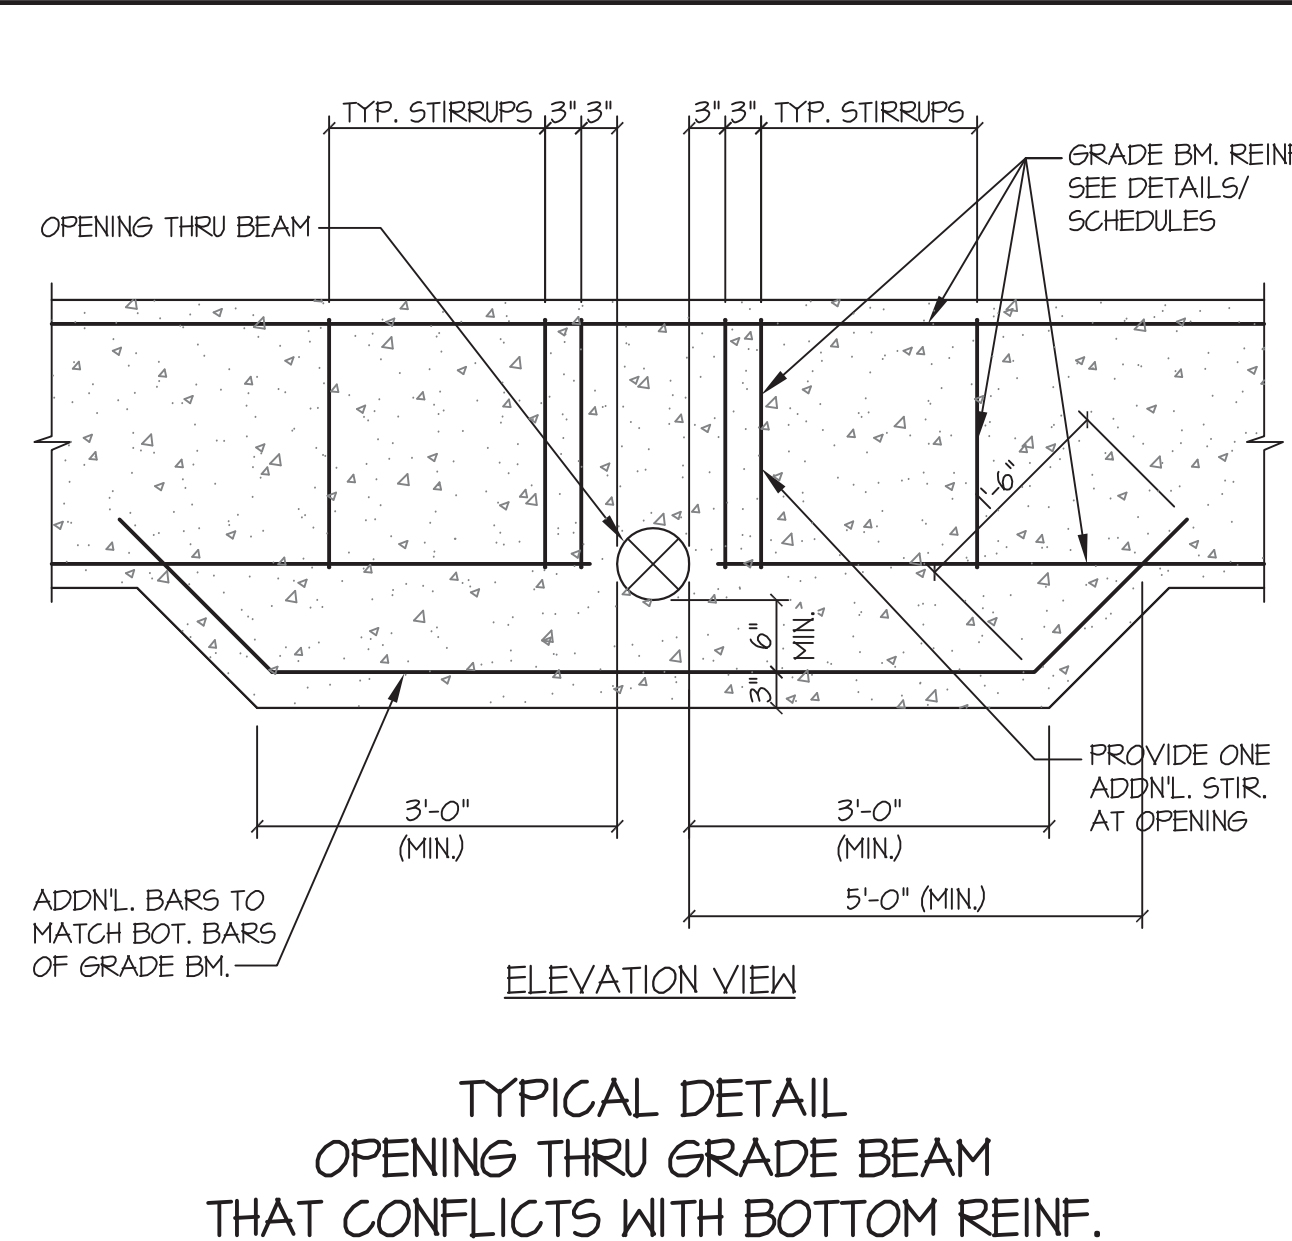 TYP. STIRRUPS 3" 3" 3" 3" TYP. STIRRUPS
GRADE BM. REINF
SEE DETAILS/
SCHEDULES
OPENING THRU BEAM
1'-6"
6" MIN.
3"
PROVIDE ONE
ADDN'L. STIR.
AT OPENING
3'-0" 3'-0"
(MIN.) (MIN.)
5'-0" (MIN.)
ADDN'L. BARS TO
MATCH BOT. BARS
OF GRADE BM.
ELEVATION VIEW
TYPICAL DETAIL
OPENING THRU GRADE BEAM
THAT CONFLICTS WITH BOTTOM REINF.